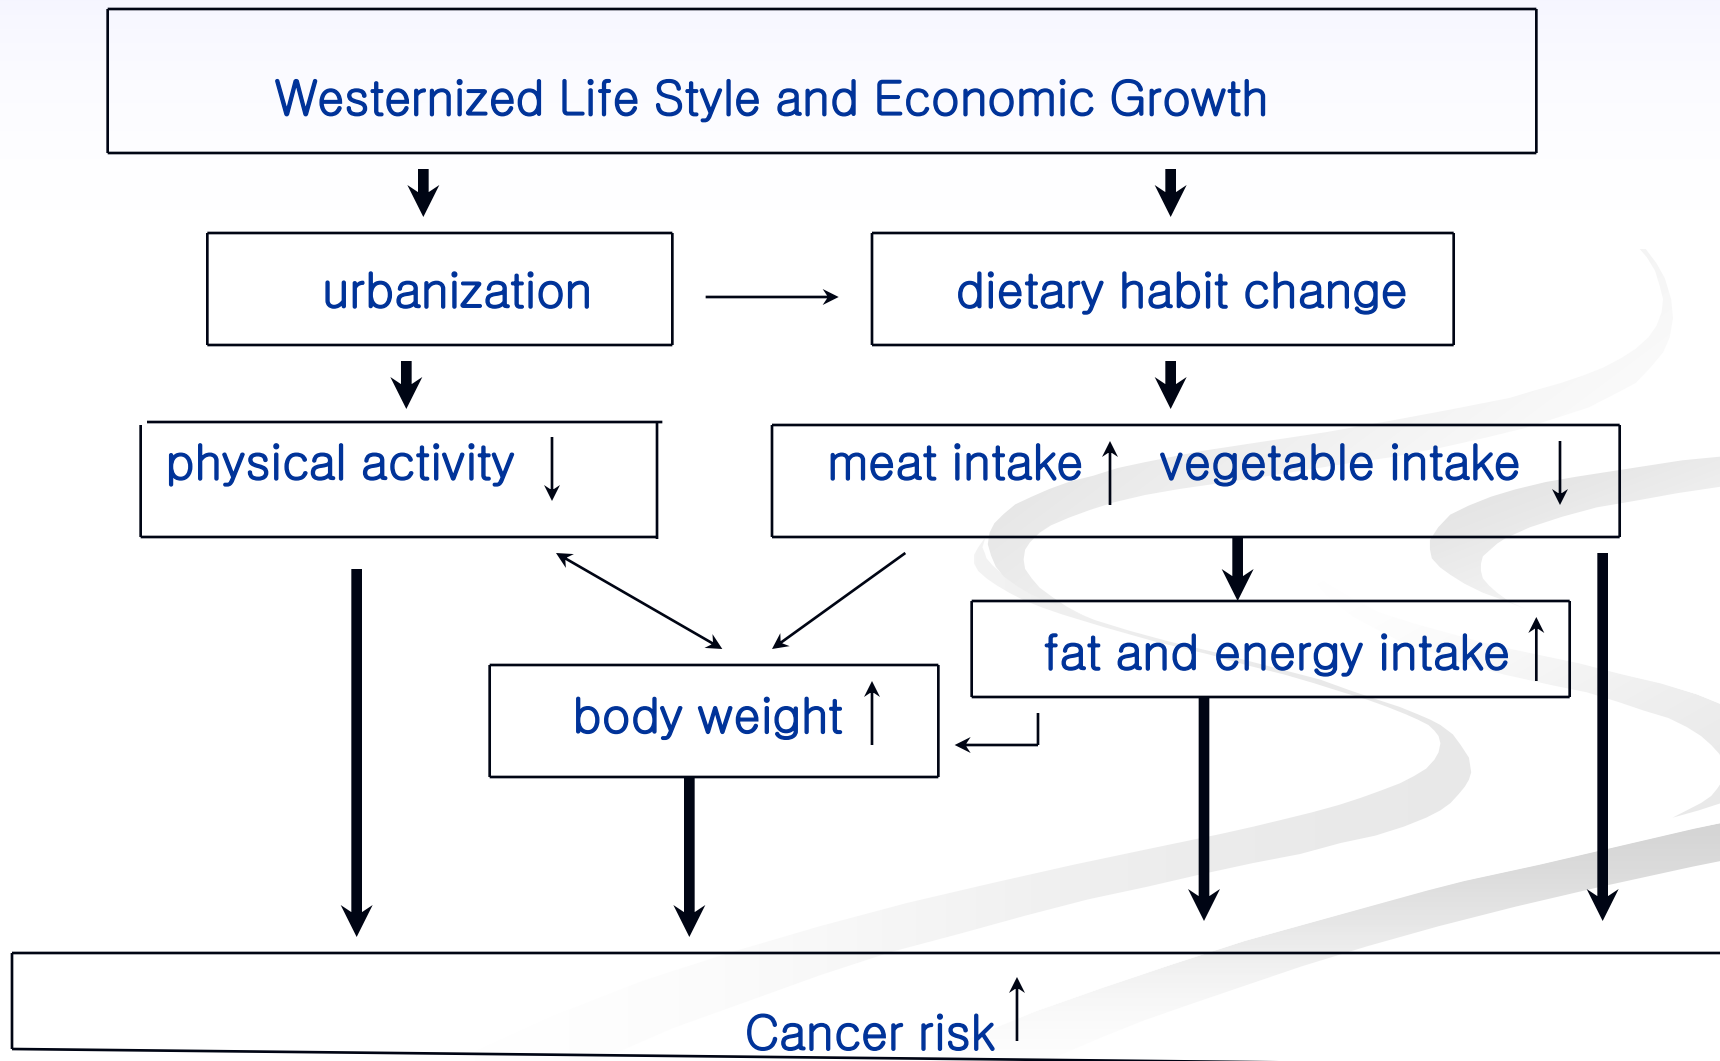 Westernized Life Style and Economic Growth
urbanization
dietary habit change
physical activity
meat intake
vegetable intake
fat and energy intake
body weight
Cancer risk